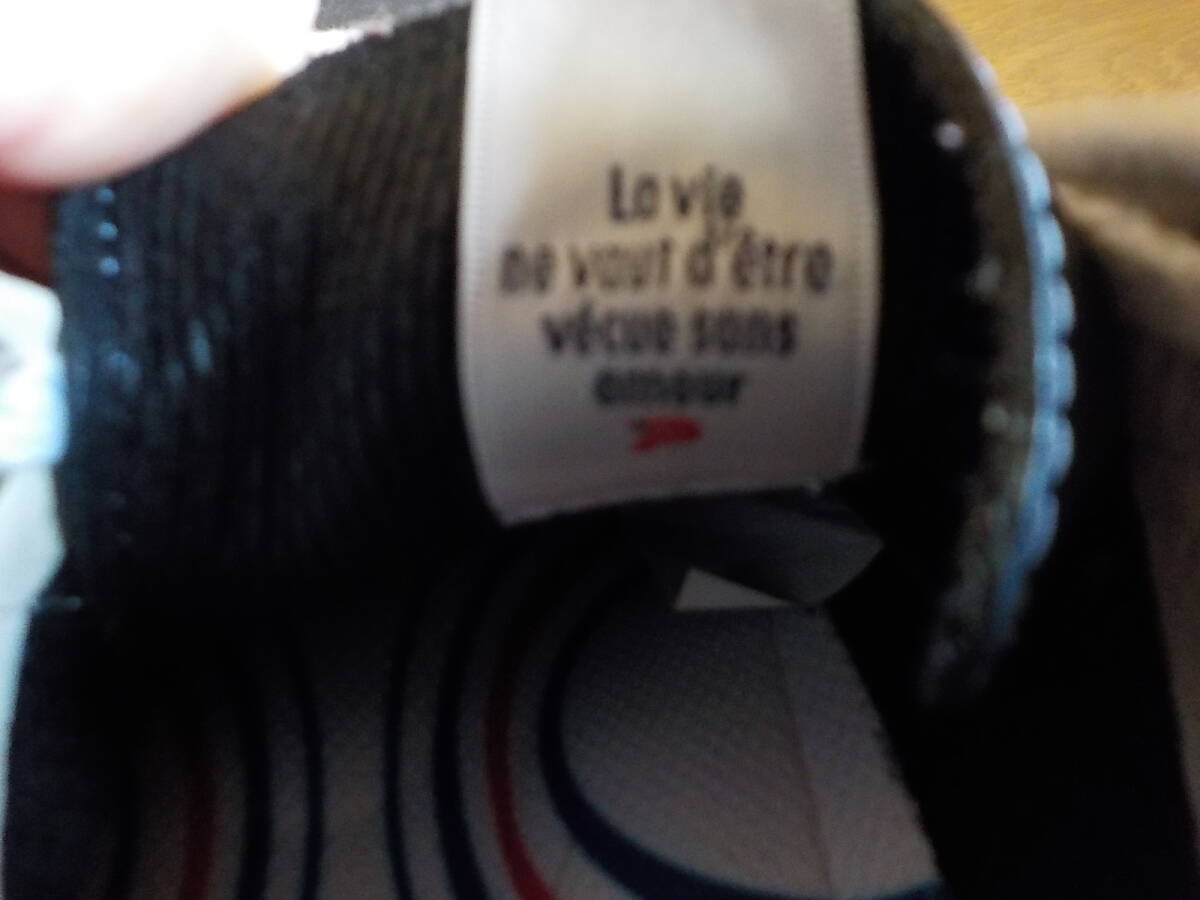 La vie
ne vaut d'être
vécue sans
amour